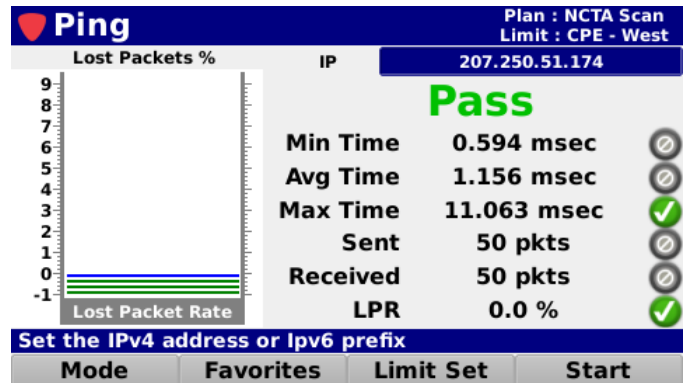 Ping
Plan : NCTA Scan
Limit : CPE - West
Lost Packets %
IP
207.250.51.174
9
8
7
6
5
4
3
2
1
0
-1
Lost Packet Rate
Pass
Min Time 0.594 msec
Avg Time 1.156 msec
Max Time 11.063 msec
Sent 50 pkts
Received 50 pkts
LPR 0.0 %
Set the IPv4 address or Ipv6 prefix
Mode Favorites Limit Set Start